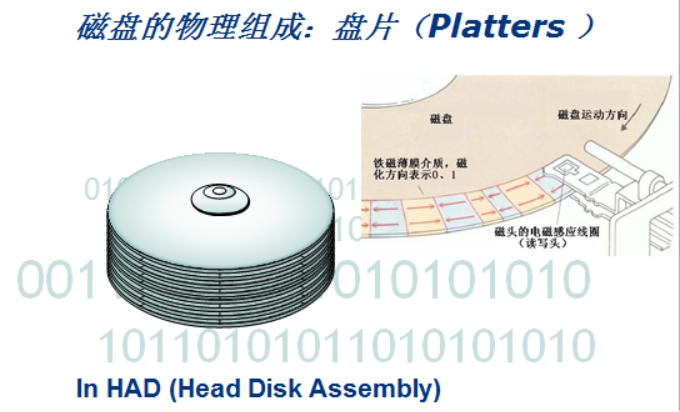 磁盘的物理组成：盘片（Platters ）
磁盘
磁盘运动方向
铁磁薄膜介质，磁
化方向表示0、1
磁头的电磁感应线圈
（读写头）
In HAD (Head Disk Assembly)
101101010110101010101